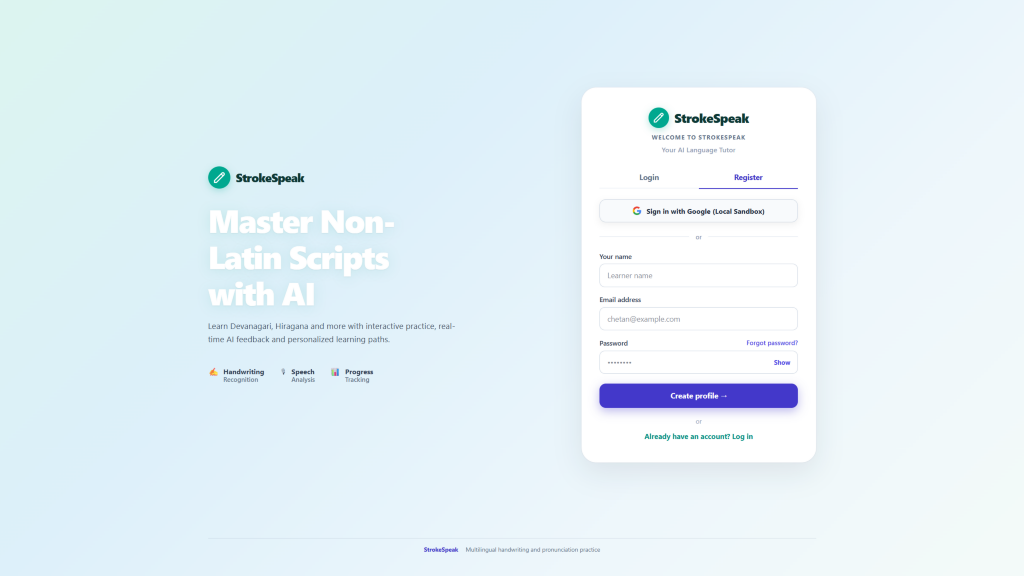 StrokeSpeak
Master Non-
Latin Scripts
with AI
Learn Devanagari, Hiragana and more with interactive practice, real-
time AI feedback and personalized learning paths.
Handwriting
Recognition
Speech
Analysis
Progress
Tracking
StrokeSpeak
WELCOME TO STROKESPEAK
Your AI Language Tutor
Login Register
Sign in with Google (Local Sandbox)
or
Your name
Learner name
Email address
chetan@example.com
Password Forgot password?
•••••••• Show
Create profile →
or
Already have an account? Log in
StrokeSpeak Multilingual handwriting and pronunciation practice